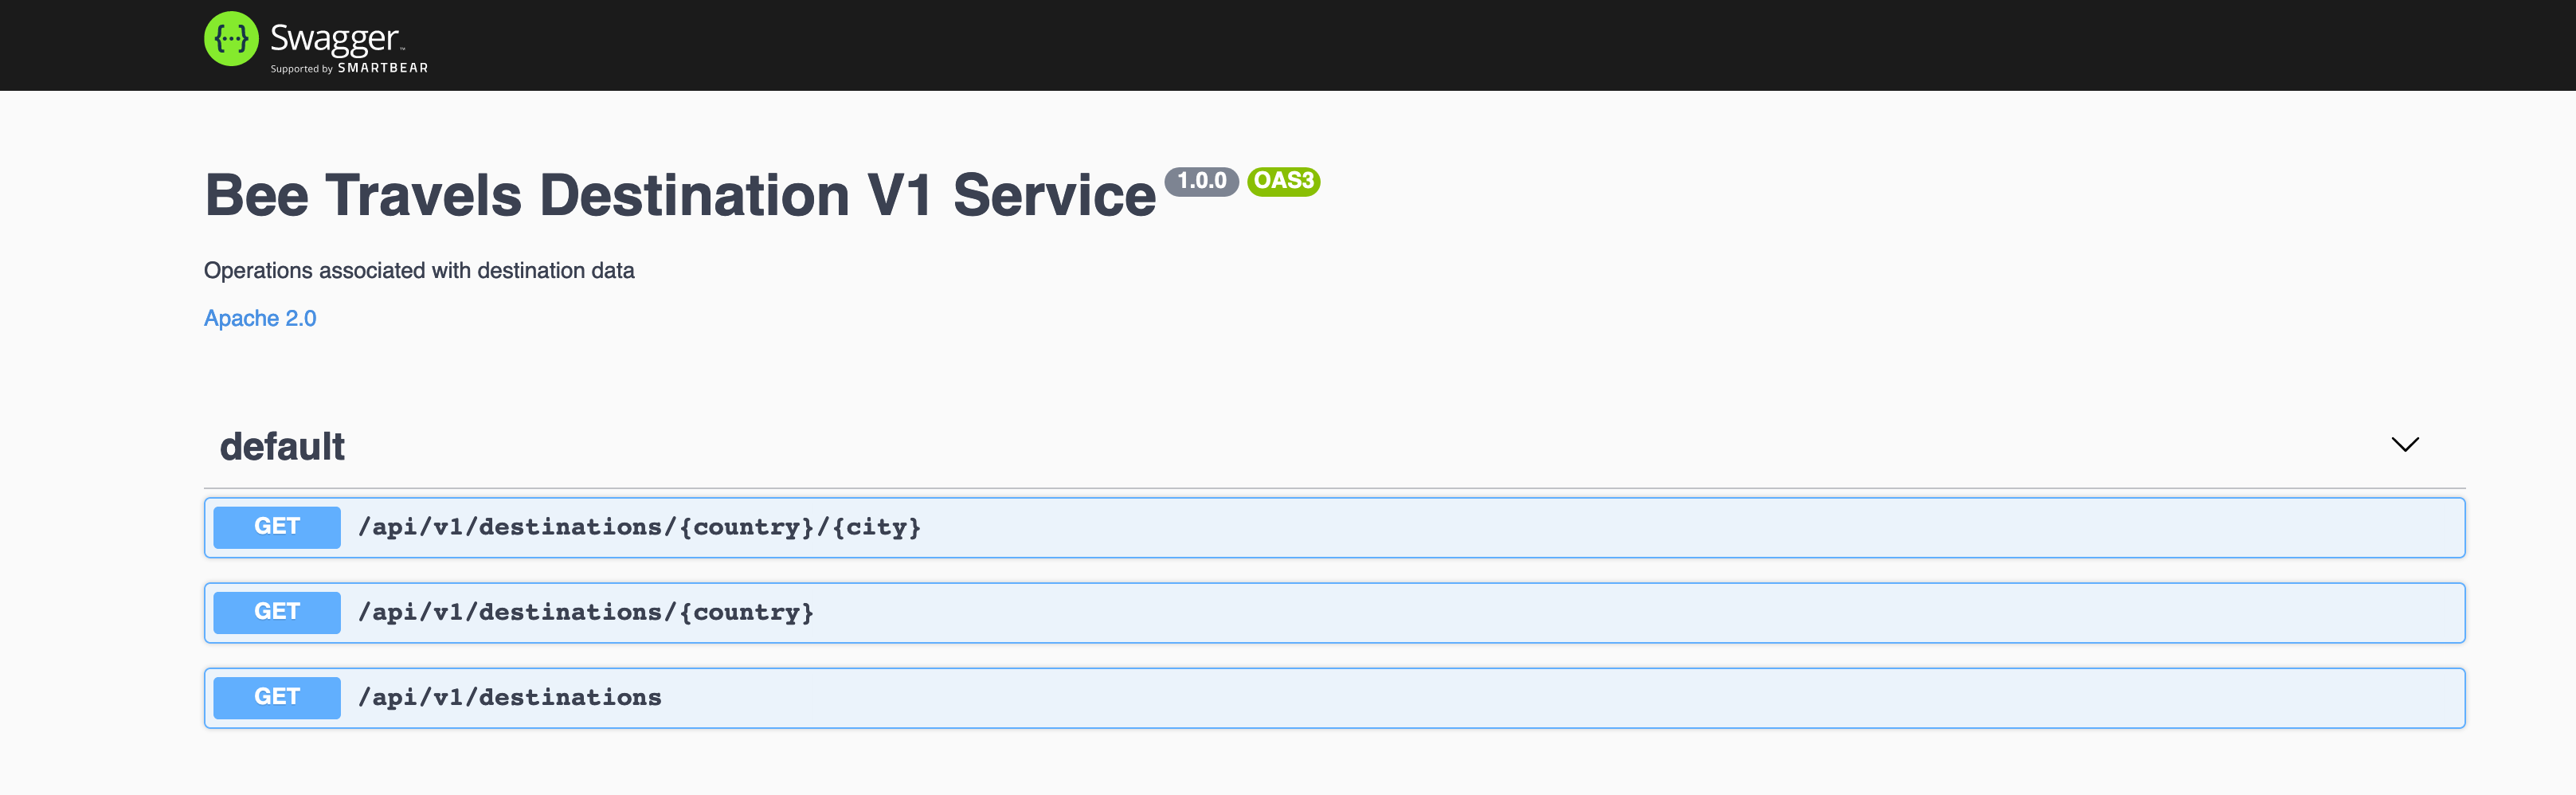 {···} Swagger™
Supported by SMARTBEAR
Bee Travels Destination V1 Service 1.0.0 OAS3
Operations associated with destination data
Apache 2.0
default
GET /api/v1/destinations/{country}/{city}
GET /api/v1/destinations/{country}
GET /api/v1/destinations